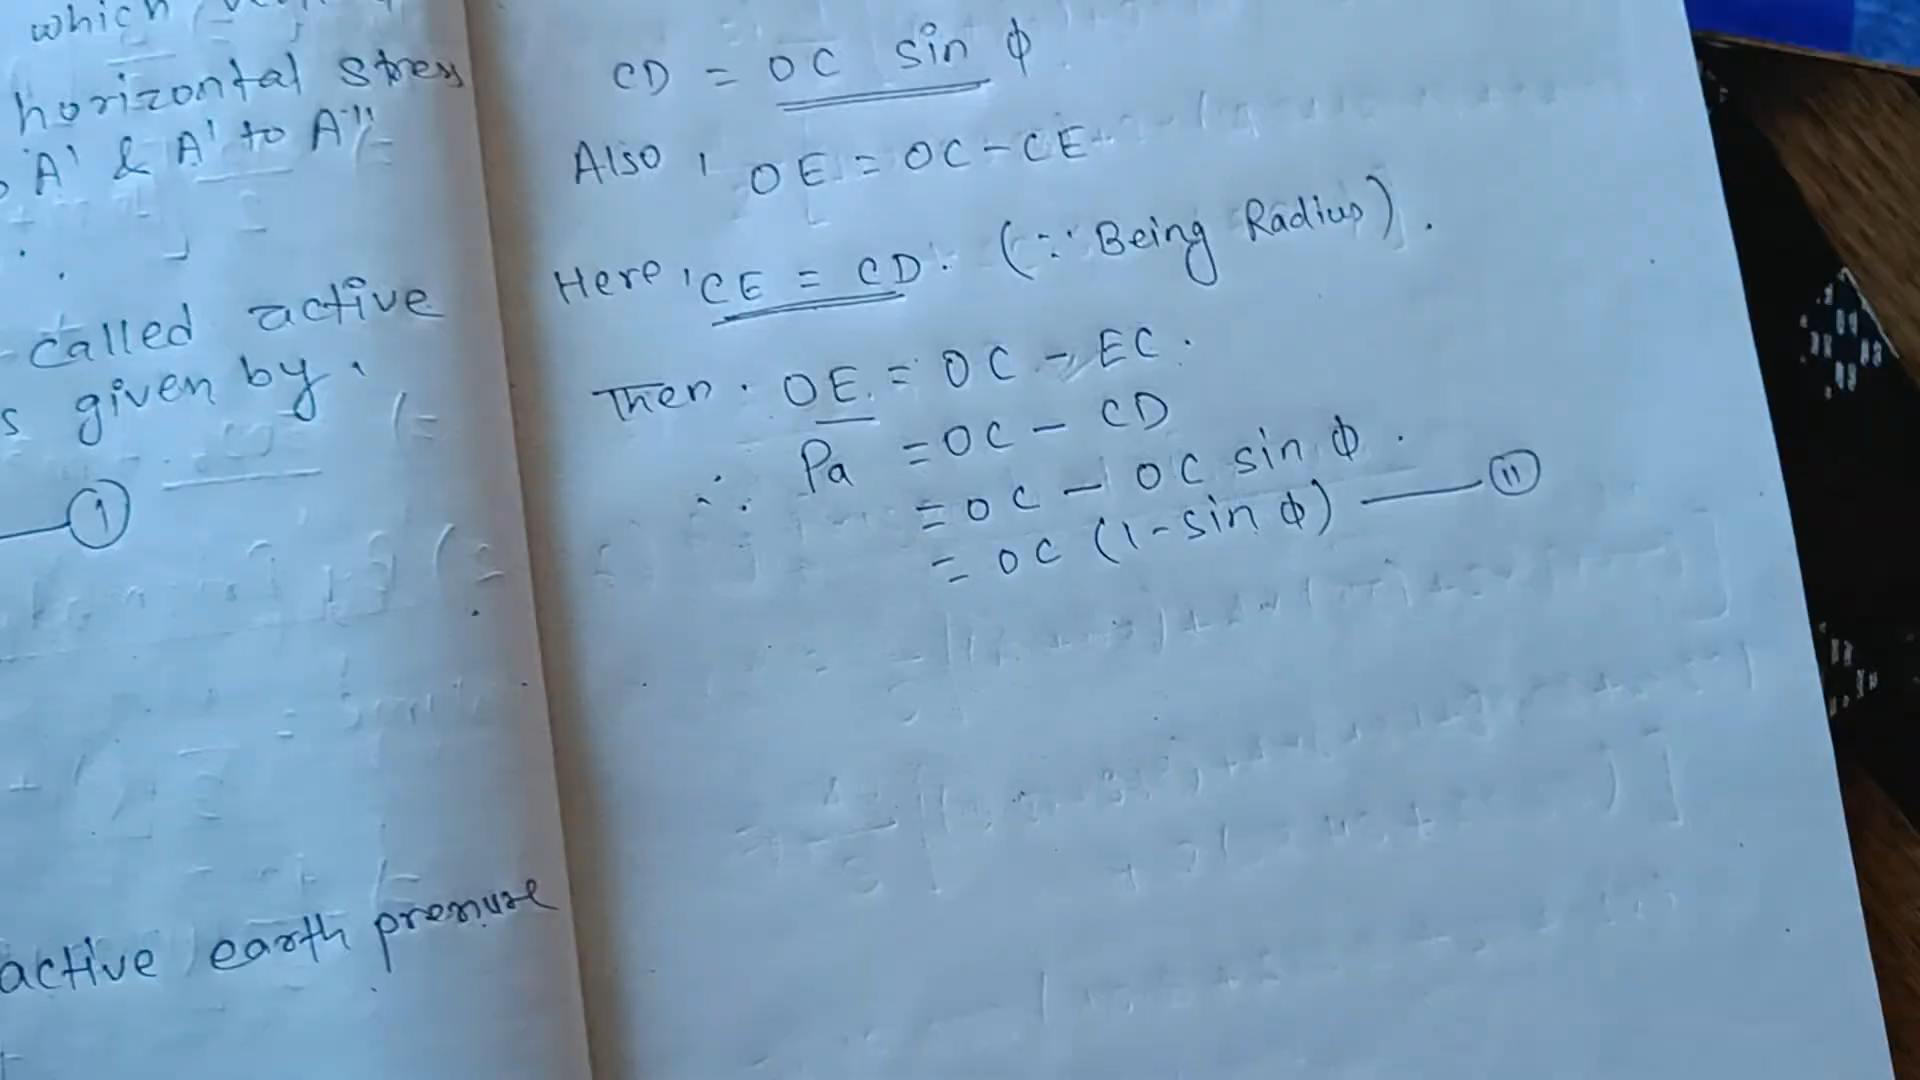 which
horizontal stress
A' & A' to A"
called active
s given by.
①
active earth pressure
CD = OC sin φ
Also, OE = OC - CE
Here, CE = CD. (∵ Being Radius).
Then. OE = OC - EC.
∴ Pa = OC - CD
= OC - OC sin φ.
= OC (1 - sin φ) —— ⑪